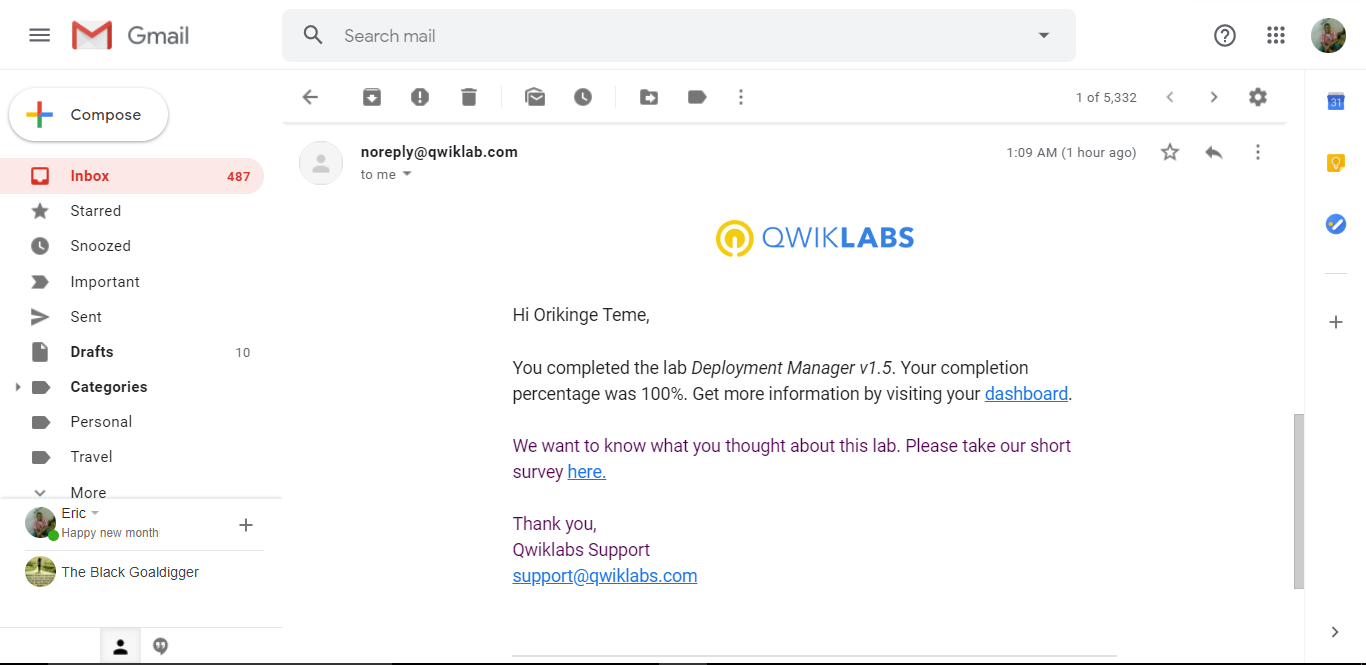 Gmail
Search mail
Compose
1 of 5,332
31
Inbox 487
Starred
Snoozed
Important
Sent
Drafts 10
Categories
Personal
Travel
More
Eric
Happy new month
The Black Goaldigger
noreply@qwiklab.com
1:09 AM (1 hour ago)
to me
QWIKLABS
Hi Orikinge Teme,
You completed the lab Deployment Manager v1.5. Your completion
percentage was 100%. Get more information by visiting your dashboard.
We want to know what you thought about this lab. Please take our short
survey here.
Thank you,
Qwiklabs Support
support@qwiklabs.com